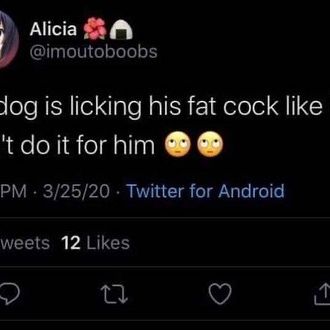 Alicia 🌺🍙
@imoutoboobs
dog is licking his fat cock like
't do it for him 🙄🙄
PM · 3/25/20 · Twitter for Android
weets 12 Likes